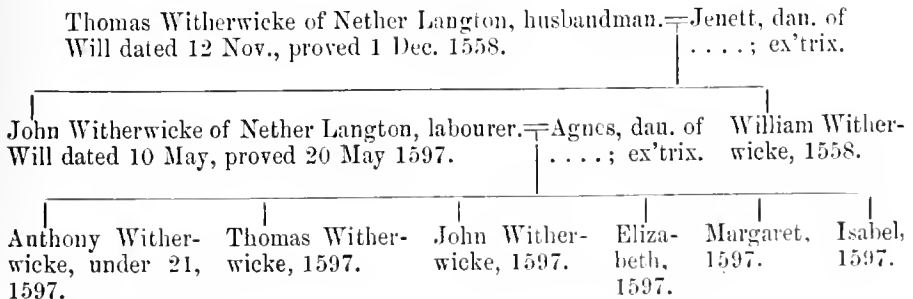 Thomas Witherwicke of Nether Langton, husbandman.=Jenett, dau. of
Will dated 12 Nov., proved 1 Dec. 1558. . . . . ; ex'trix.
John Witherwicke of Nether Langton, labourer.=Agnes, dau. of
Will dated 10 May, proved 20 May 1597. . . . . ; ex'trix.
William Wither-
wicke, 1558.
Anthony Wither-
wicke, under 21,
1597.
Thomas Wither-
wicke, 1597.
John Wither-
wicke, 1597.
Eliza-
beth,
1597.
Margaret,
1597.
Isabel,
1597.